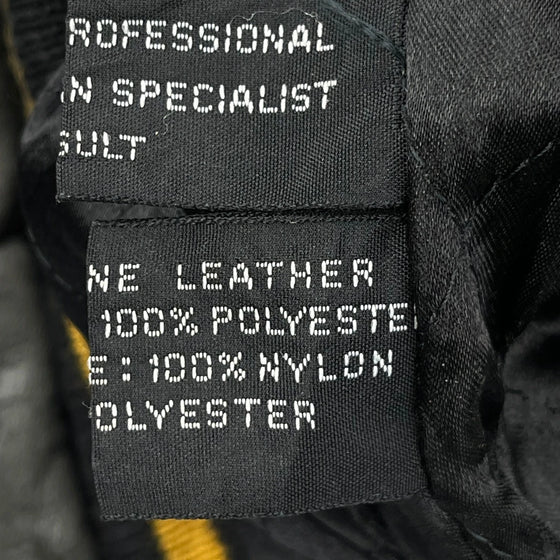 ROFESSIONAL
N SPECIALIST
SULT
NE LEATHER
100% POLYESTE
E: 100% NYLON
OLYESTER